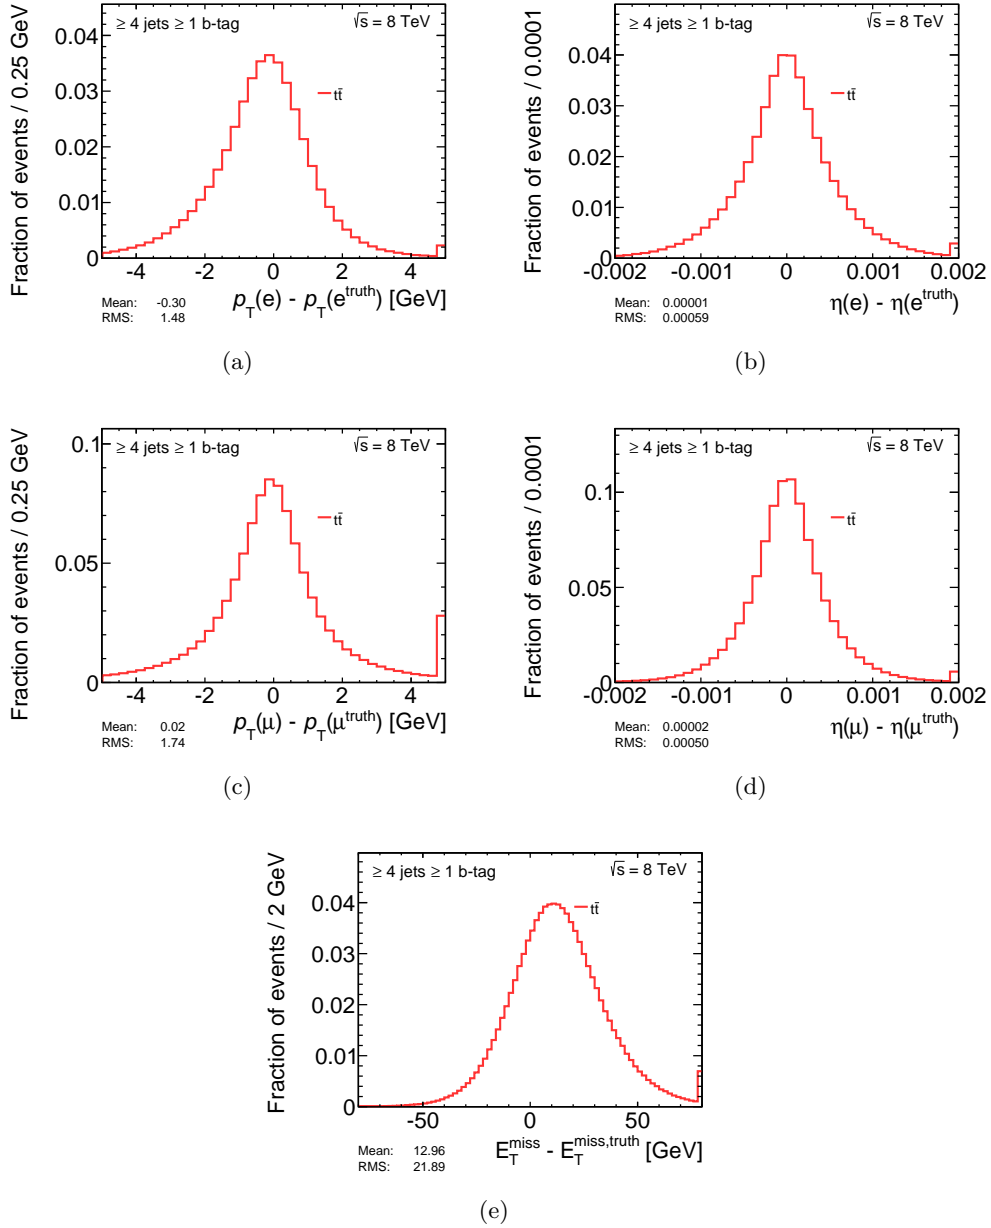 Fraction of events / 0.25 GeV
≥ 4 jets ≥ 1 b-tag
√s = 8 TeV
tt̄
0.04
0.03
0.02
0.01
0
-4 -2 0 2 4
p_T(e) - p_T(e^truth) [GeV]
Mean: -0.30
RMS: 1.48
(a)
Fraction of events / 0.0001
≥ 4 jets ≥ 1 b-tag
√s = 8 TeV
tt̄
0.04
0.03
0.02
0.01
0
-0.002 -0.001 0 0.001 0.002
η(e) - η(e^truth)
Mean: 0.00001
RMS: 0.00059
(b)
Fraction of events / 0.25 GeV
≥ 4 jets ≥ 1 b-tag
√s = 8 TeV
tt̄
0.1
0.05
0
-4 -2 0 2 4
p_T(μ) - p_T(μ^truth) [GeV]
Mean: 0.02
RMS: 1.74
(c)
Fraction of events / 0.0001
≥ 4 jets ≥ 1 b-tag
√s = 8 TeV
tt̄
0.1
0.05
0
-0.002 -0.001 0 0.001 0.002
η(μ) - η(μ^truth)
Mean: 0.00002
RMS: 0.00050
(d)
Fraction of events / 2 GeV
≥ 4 jets ≥ 1 b-tag
√s = 8 TeV
tt̄
0.04
0.03
0.02
0.01
0
-50 0 50
E_T^miss - E_T^miss,truth [GeV]
Mean: 12.96
RMS: 21.89
(e)